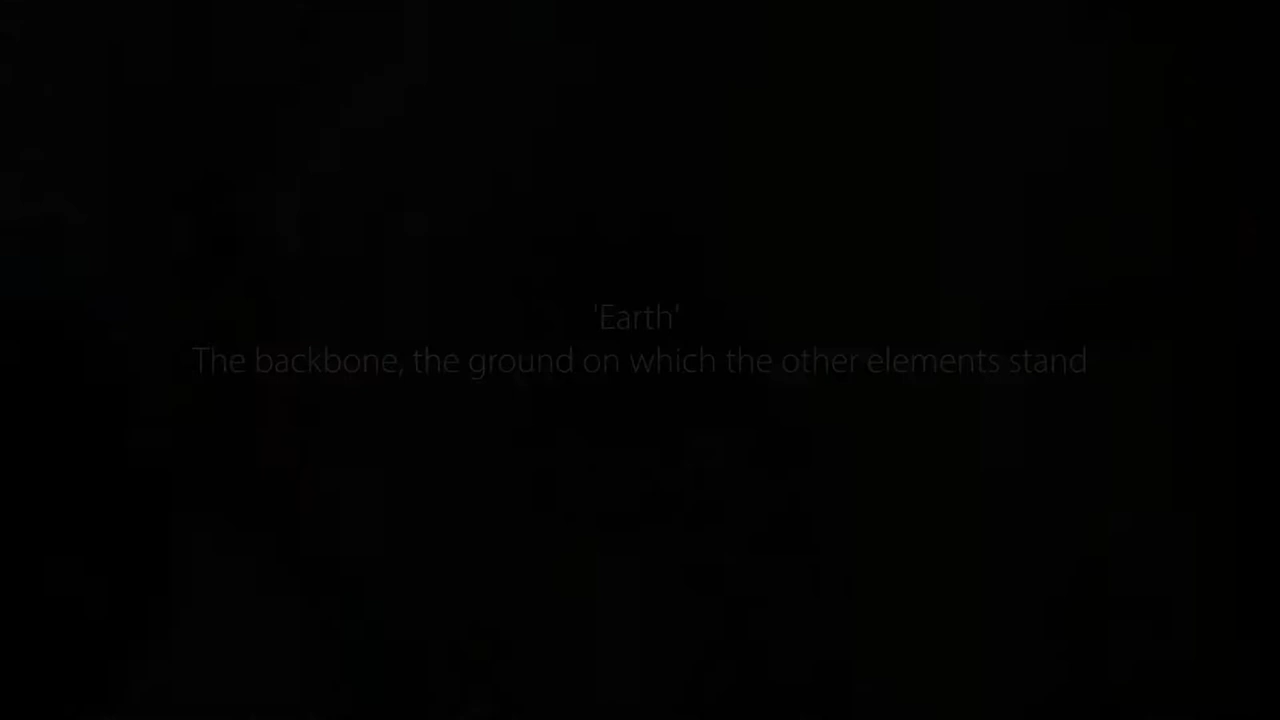 'Earth'
The backbone, the ground on which the other elements stand